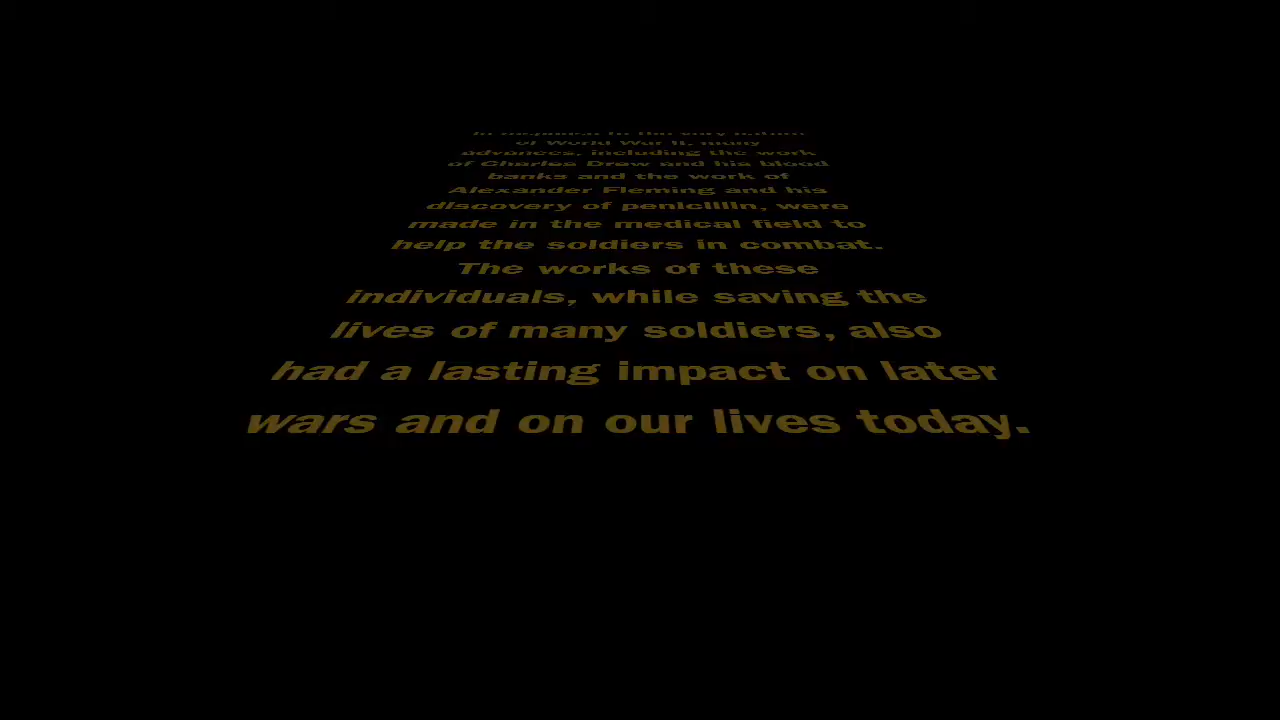 In response to the very nature
of World War II, many
advances, including the work
of Charles Drew and his blood
banks and the work of
Alexander Fleming and his
discovery of penicillin, were
made in the medical field to
help the soldiers in combat.
The works of these
individuals, while saving the
lives of many soldiers, also
had a lasting impact on later
wars and on our lives today.